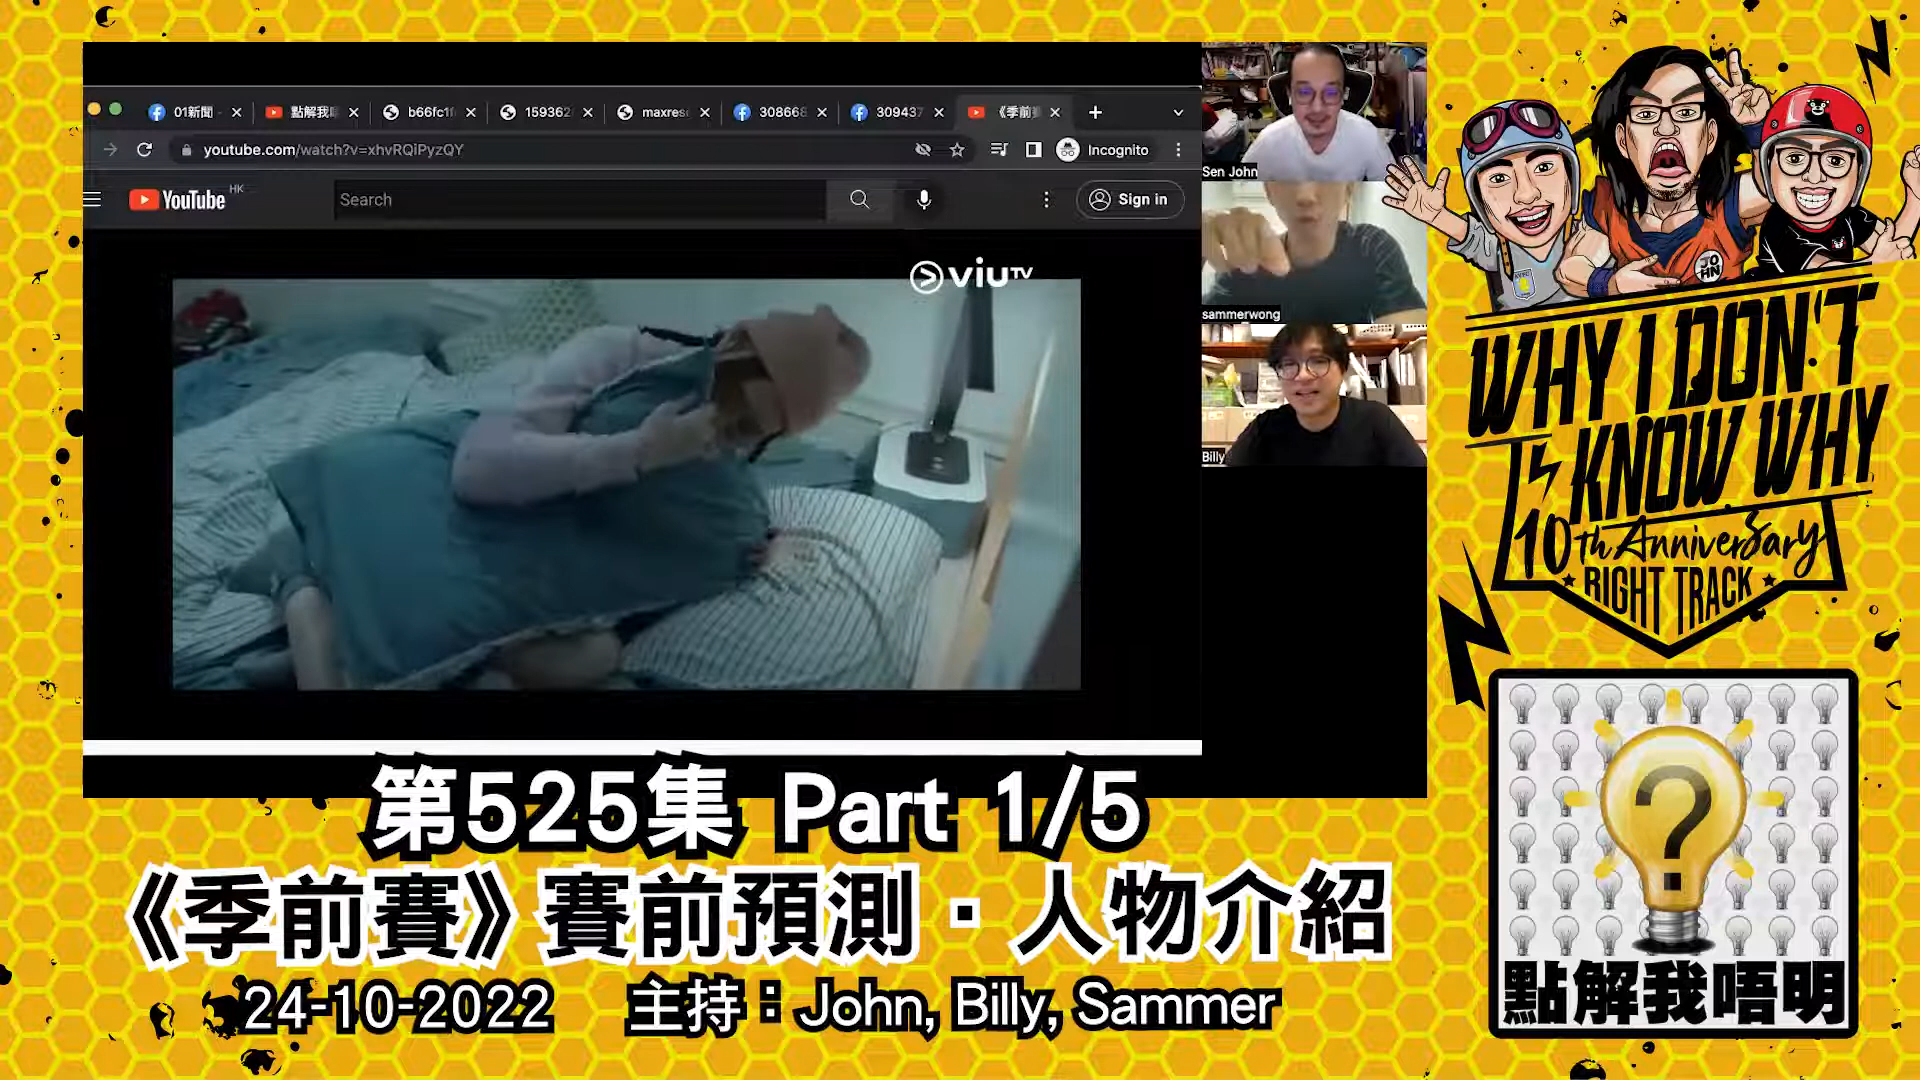 01新聞 -
點解我
b66fc1f
159362
maxres
308668
309437
《季前
youtube.com/watch?v=xhvRQiPyzQY
Incognito
YouTube HK
Search
Sign in
viuTV
Sen John
sammerwong
Billy
JOHN
WHY I DON'T
KNOW WHY
10th Anniversary
RIGHT TRACK
?
點解我唔明
第525集 Part 1/5
《季前賽》賽前預測・人物介紹
24-10-2022 主持：John, Billy, Sammer